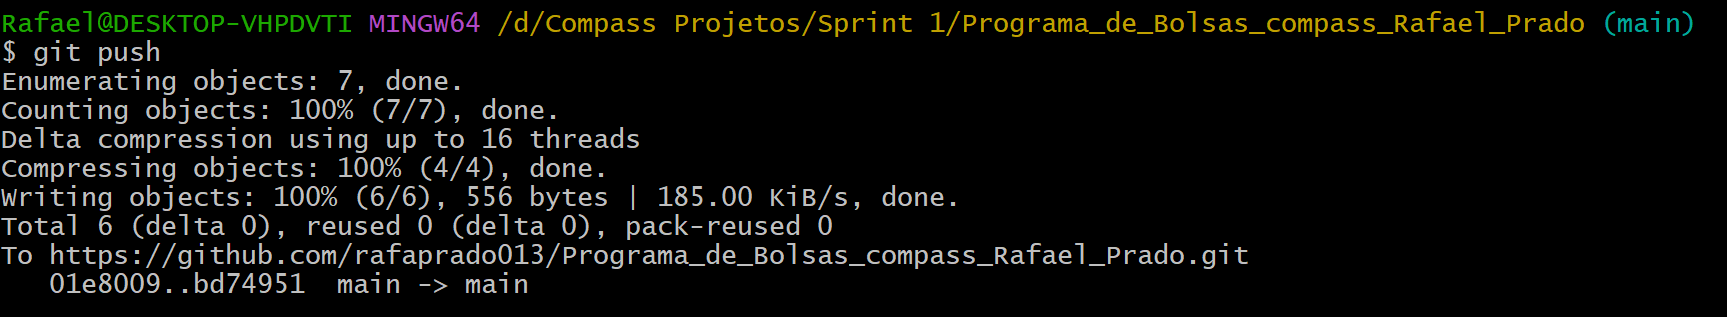 Rafael@DESKTOP-VHPDVTI MINGW64 /d/Compass Projetos/Sprint 1/Programa_de_Bolsas_compass_Rafael_Prado (main)
$ git push
Enumerating objects: 7, done.
Counting objects: 100% (7/7), done.
Delta compression using up to 16 threads
Compressing objects: 100% (4/4), done.
Writing objects: 100% (6/6), 556 bytes | 185.00 KiB/s, done.
Total 6 (delta 0), reused 0 (delta 0), pack-reused 0
To https://github.com/rafaprado013/Programa_de_Bolsas_compass_Rafael_Prado.git
   01e8009..bd74951  main -> main